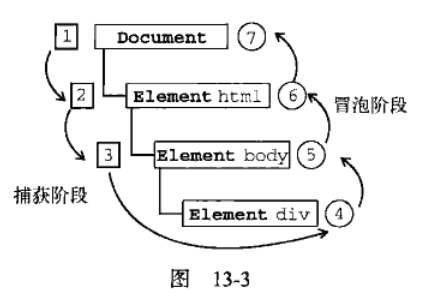 1 Document 7
2 Element html 6
冒泡阶段
3 Element body 5
捕获阶段
Element div 4
图 13-3